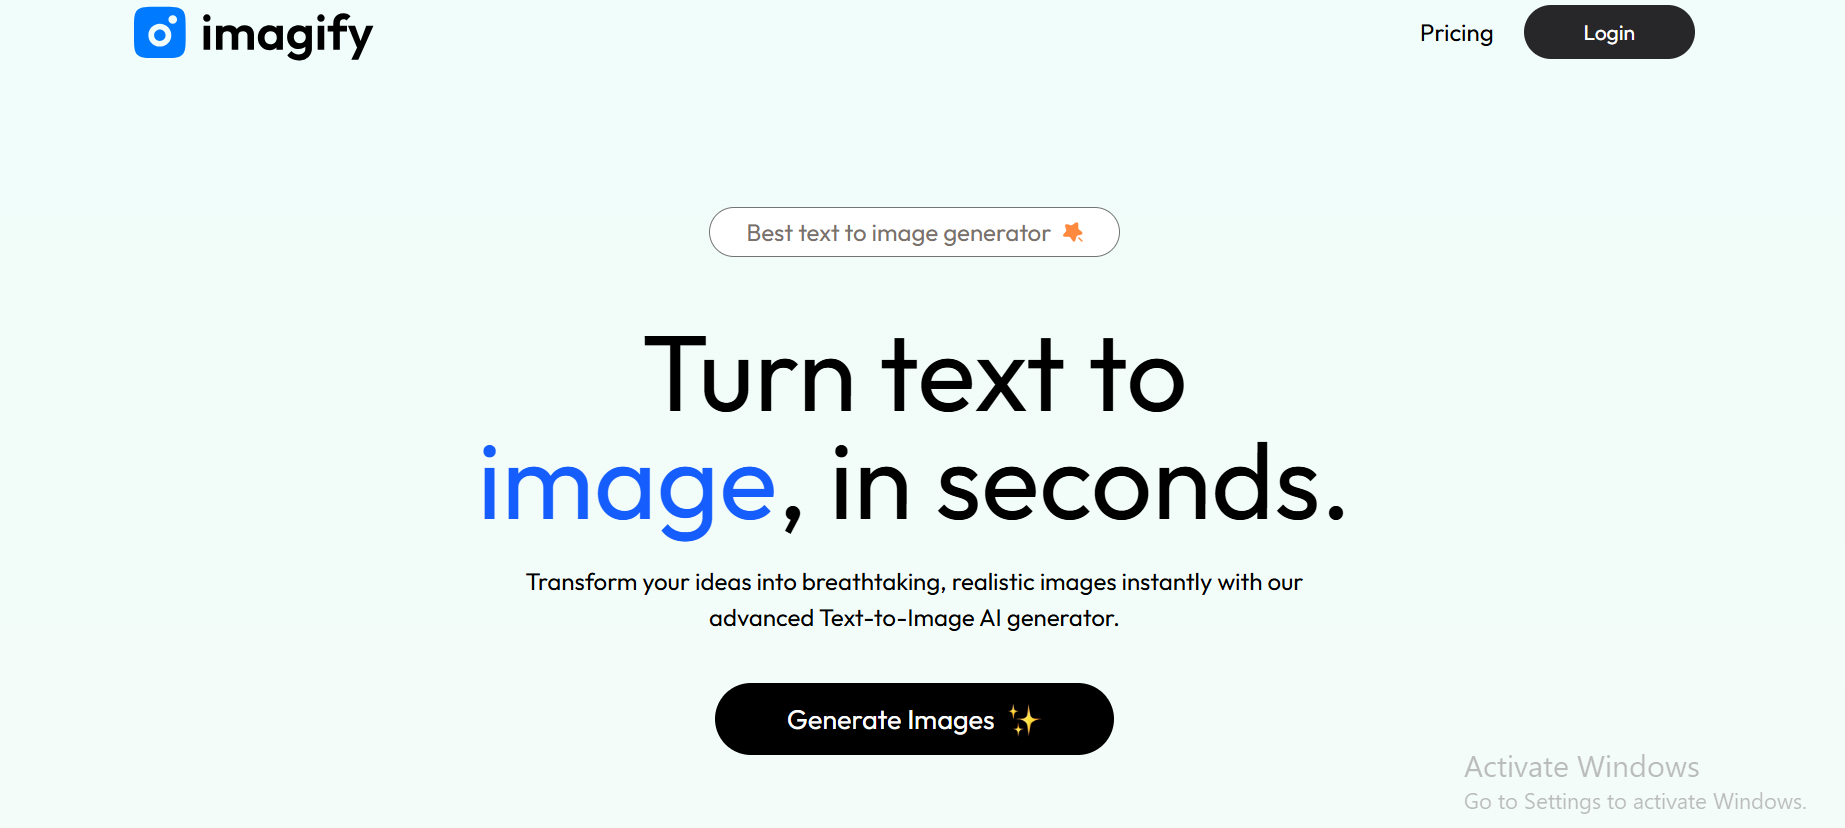 imagify
Pricing
Login
Best text to image generator
Turn text to
image, in seconds.
Transform your ideas into breathtaking, realistic images instantly with our
advanced Text-to-Image AI generator.
Generate Images
Activate Windows
Go to Settings to activate Windows.